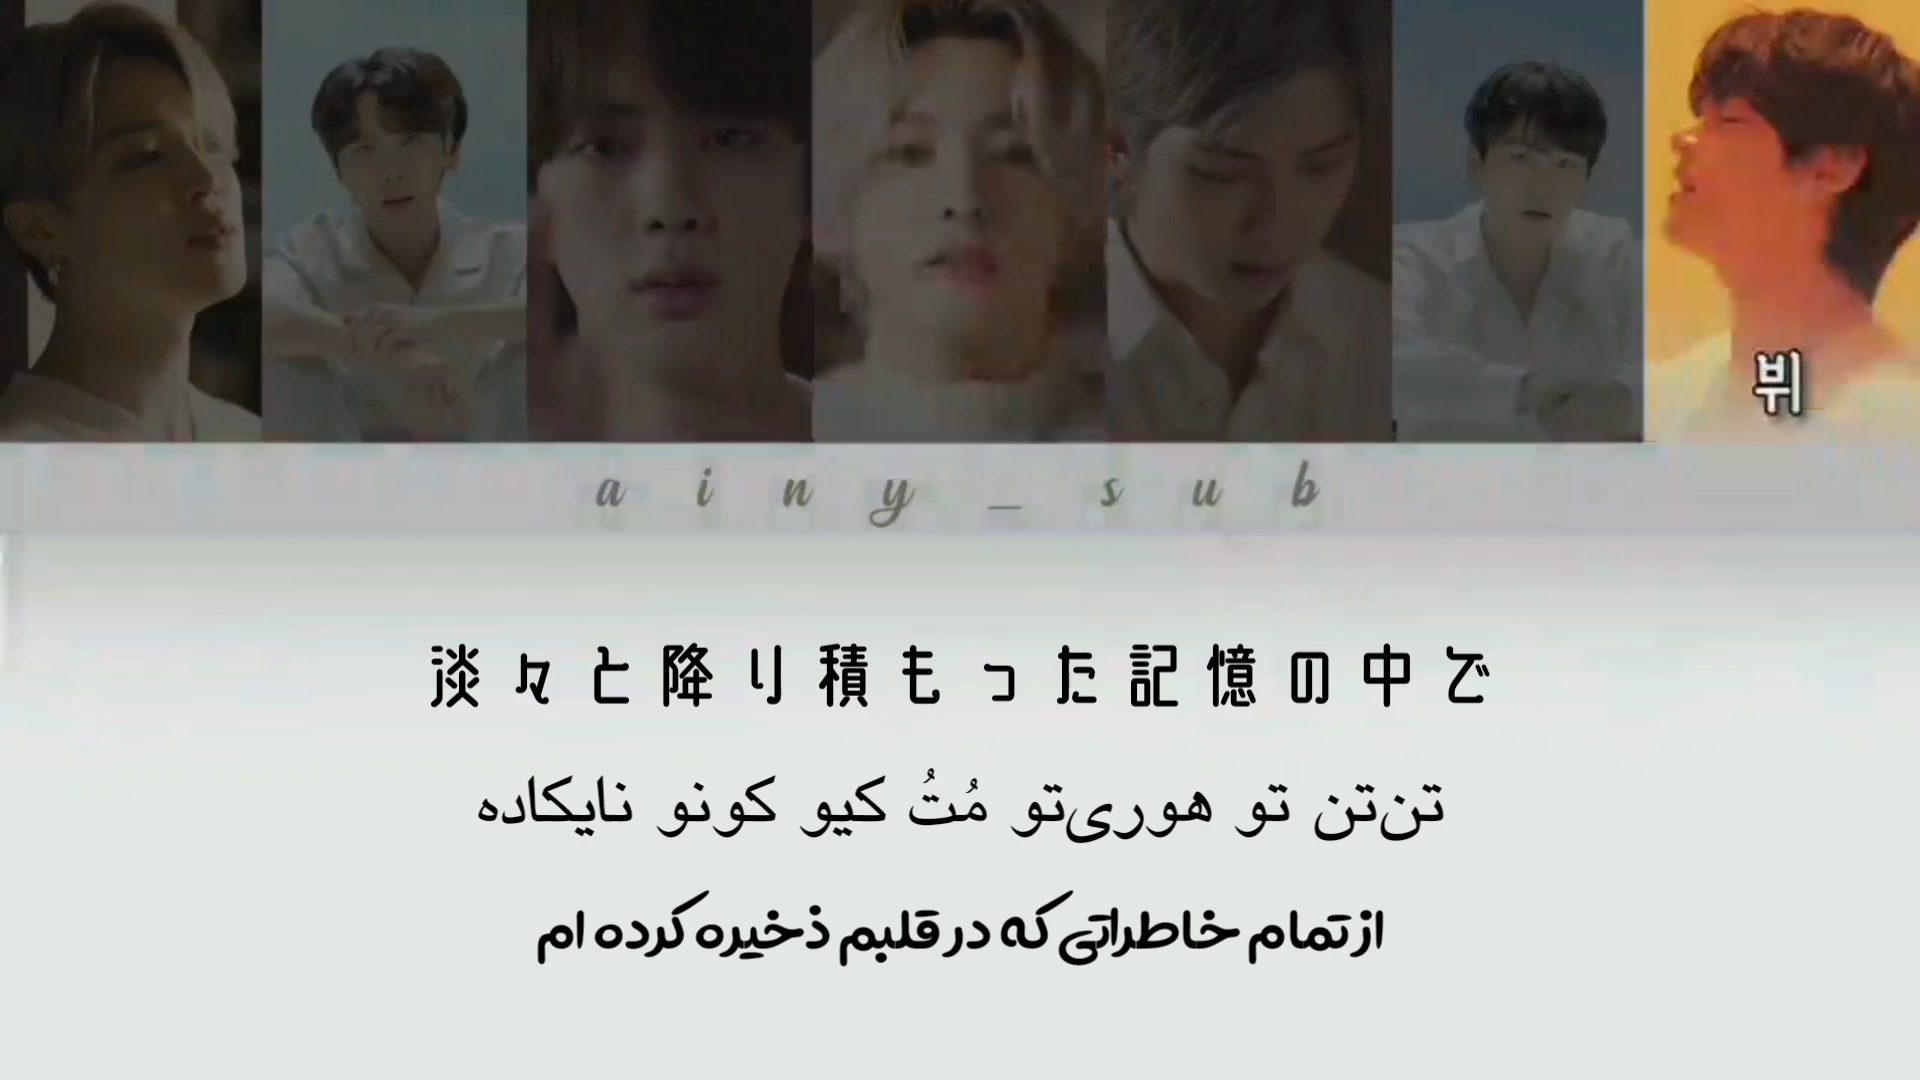 뷔
a i n y _ s u b
淡々と降り積もった記憶の中で
تن‌تن تو هوری‌تو مُتُ کیو کونو نایکاده
از تمام خاطراتی که در قلبم ذخیره کرده ام